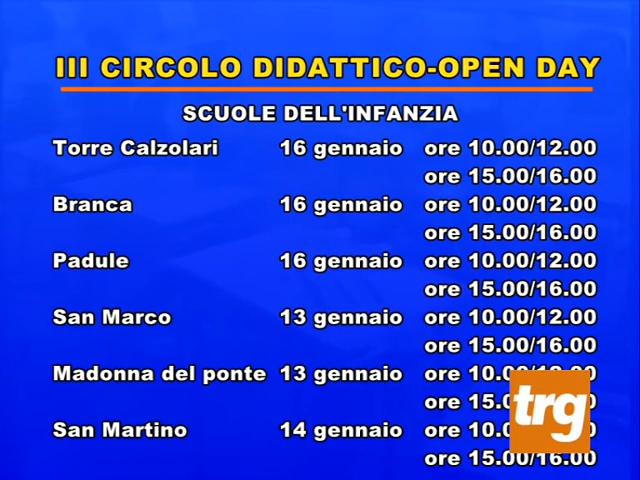 III CIRCOLO DIDATTICO-OPEN DAY
SCUOLE DELL'INFANZIA
Torre Calzolari 16 gennaio ore 10.00/12.00
ore 15.00/16.00
Branca 16 gennaio ore 10.00/12.00
ore 15.00/16.00
Padule 16 gennaio ore 10.00/12.00
ore 15.00/16.00
San Marco 13 gennaio ore 10.00/12.00
ore 15.00/16.00
Madonna del ponte 13 gennaio ore
ore
San Martino 14 gennaio ore
ore 15.00/16.00
trg